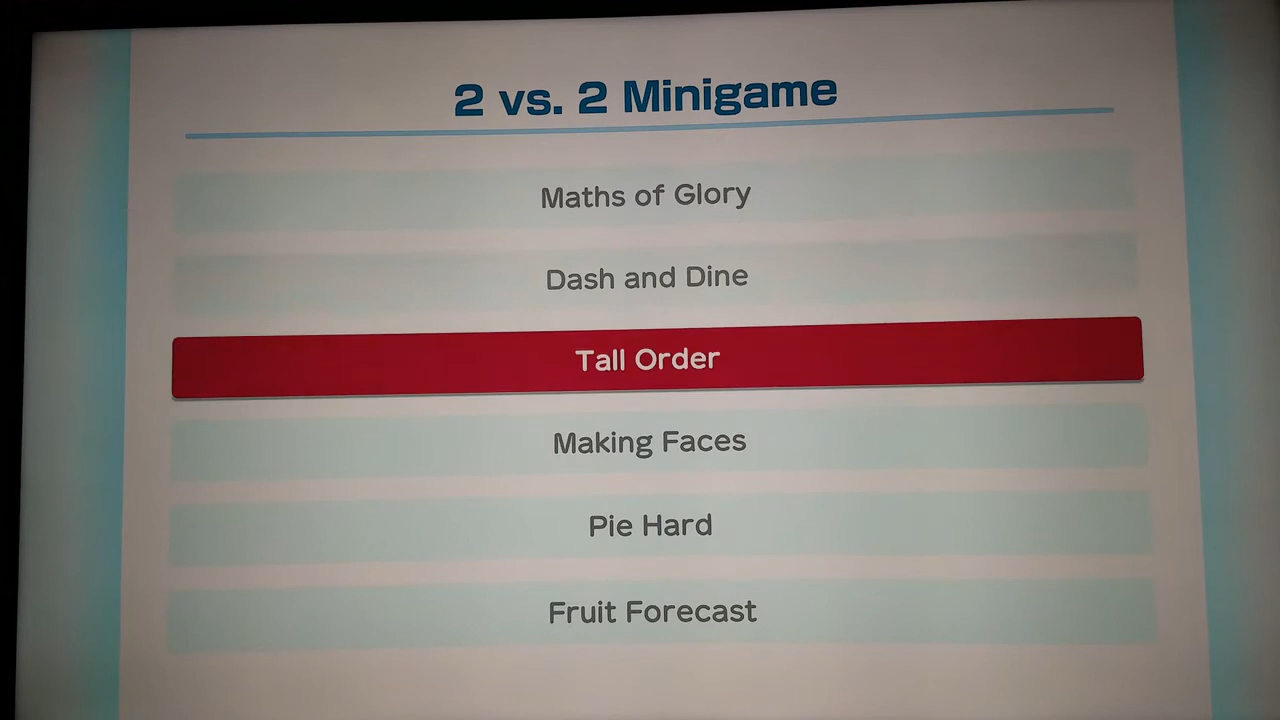 2 vs. 2 Minigame
Maths of Glory
Dash and Dine
Tall Order
Making Faces
Pie Hard
Fruit Forecast